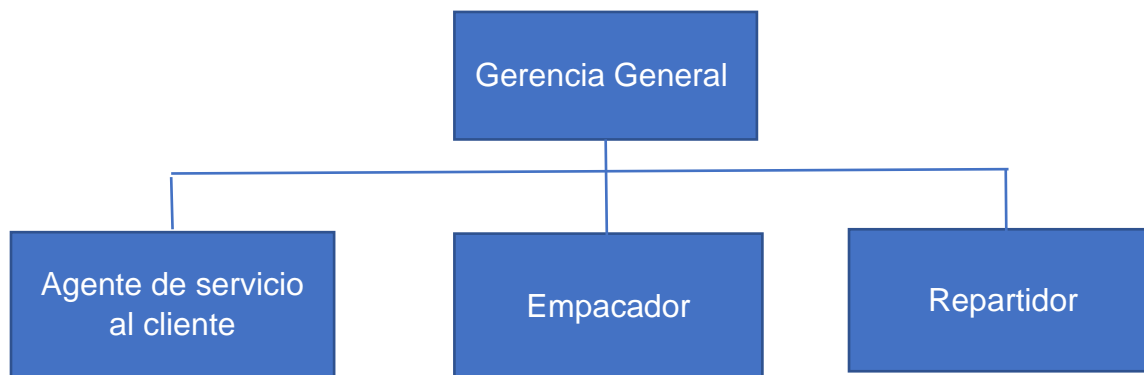 Gerencia General
Agente de servicio
al cliente
Empacador
Repartidor